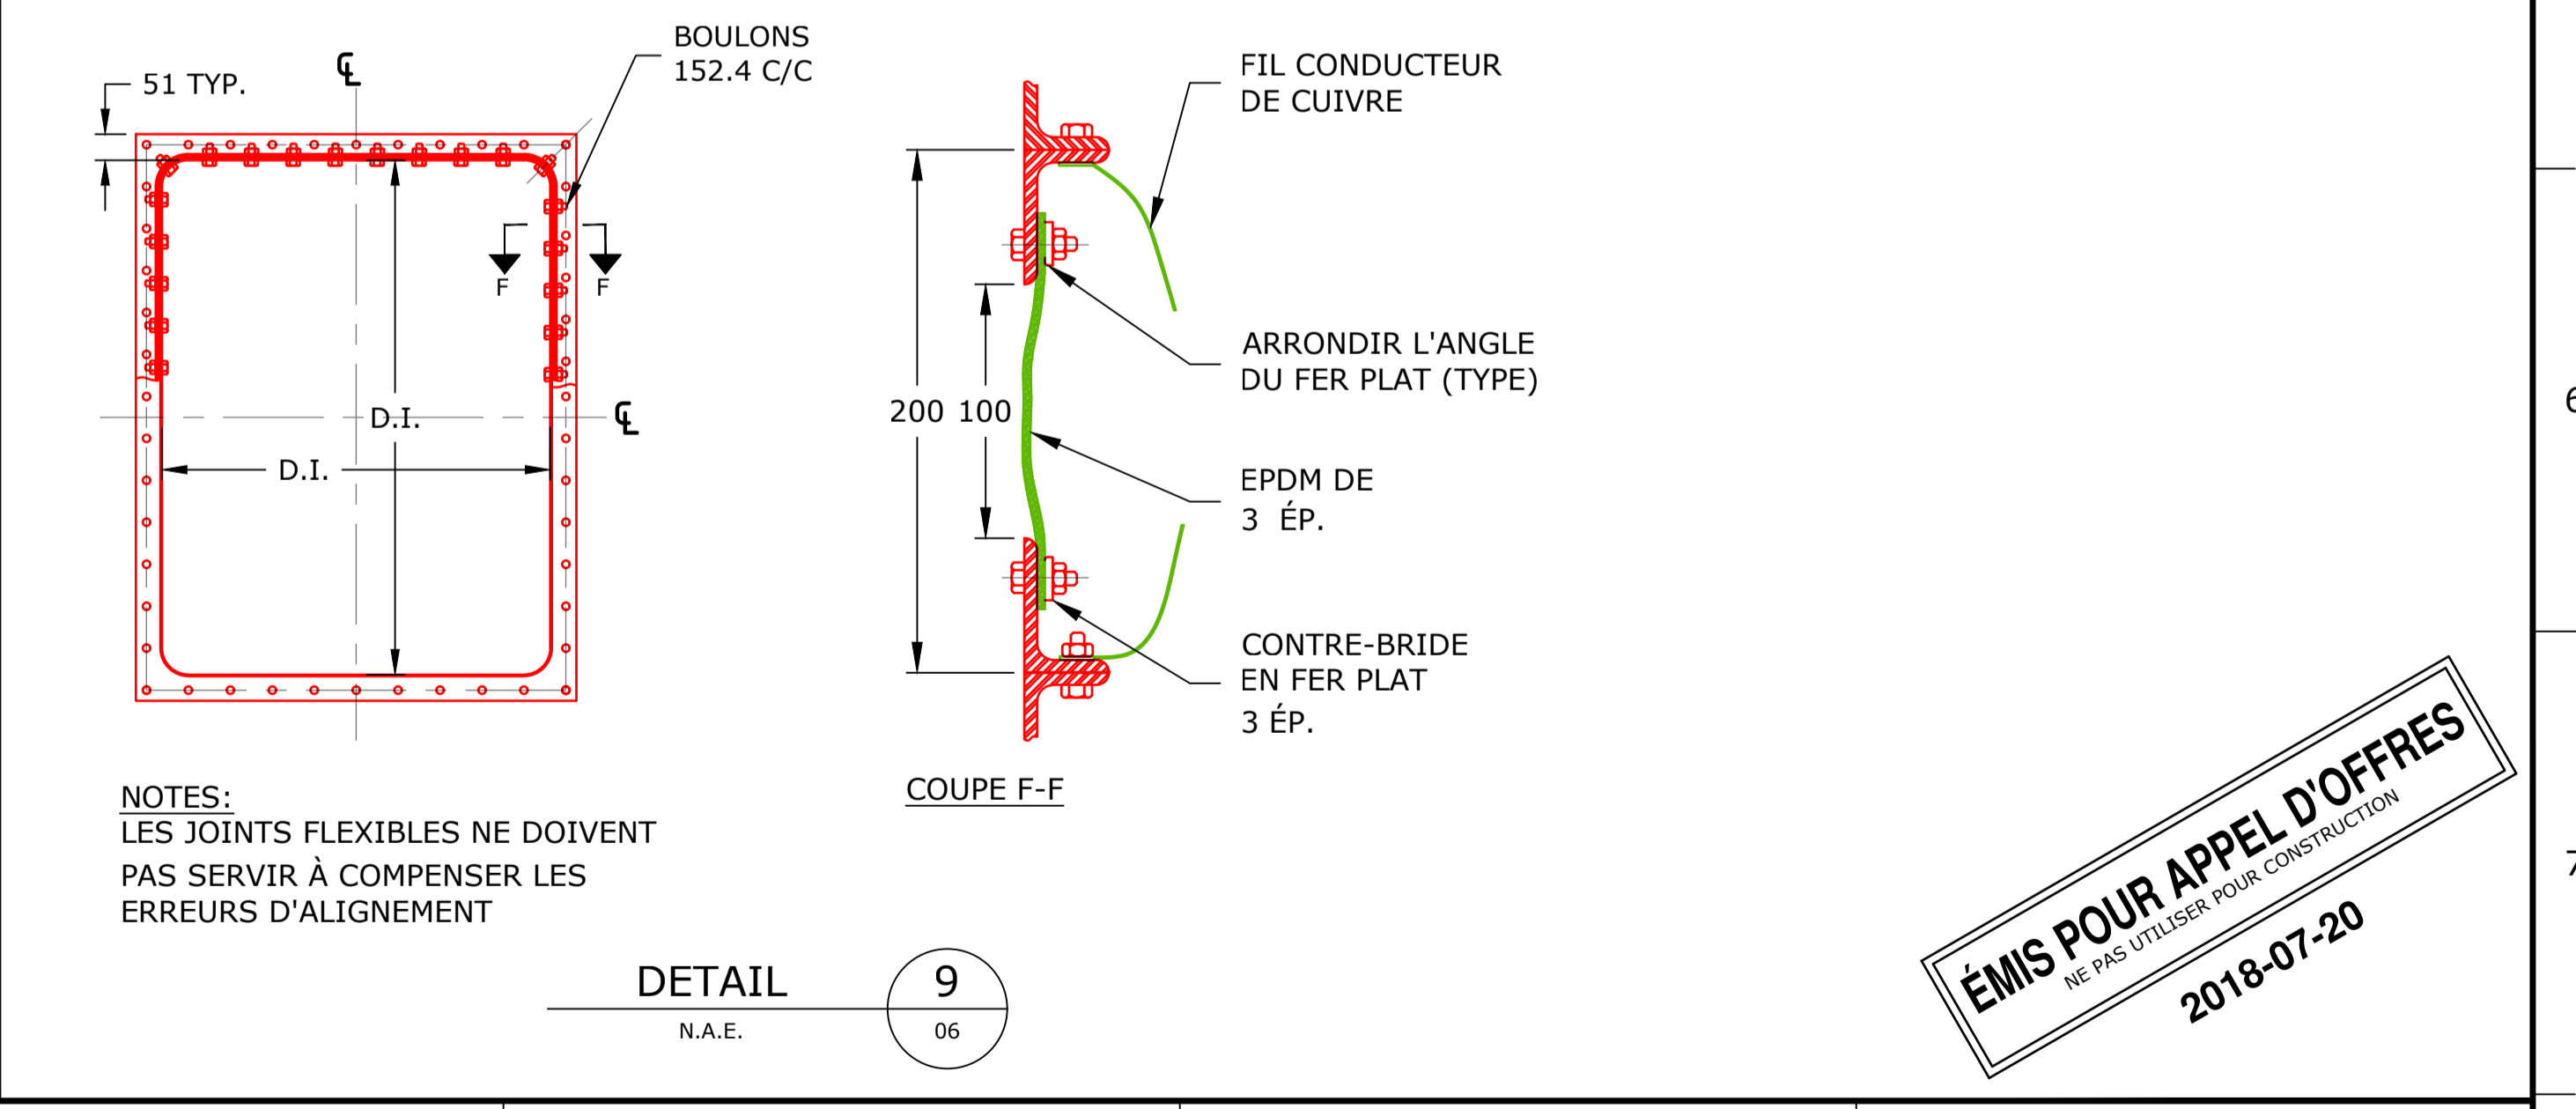 51 TYP.
℄
BOULONS
152.4 C/C
F
F
D.I.
℄
D.I.
NOTES:
LES JOINTS FLEXIBLES NE DOIVENT
PAS SERVIR À COMPENSER LES
ERREURS D'ALIGNEMENT
FIL CONDUCTEUR
DE CUIVRE
ARRONDIR L'ANGLE
DU FER PLAT (TYPE)
200
100
EPDM DE
3 ÉP.
CONTRE-BRIDE
EN FER PLAT
3 ÉP.
COUPE F-F
DETAIL
9
N.A.E.
06
ÉMIS POUR APPEL D'OFFRES
NE PAS UTILISER POUR CONSTRUCTION
2018-07-20